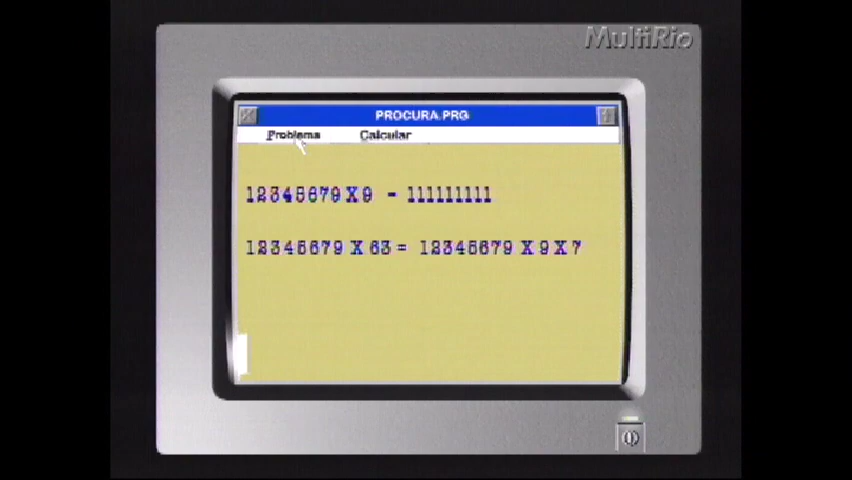 MultiRio
PROCURA.PRG
Problema Calcular
12345679 X 9 = 111111111
12345679 X 63 = 12345679 X 9 X 7